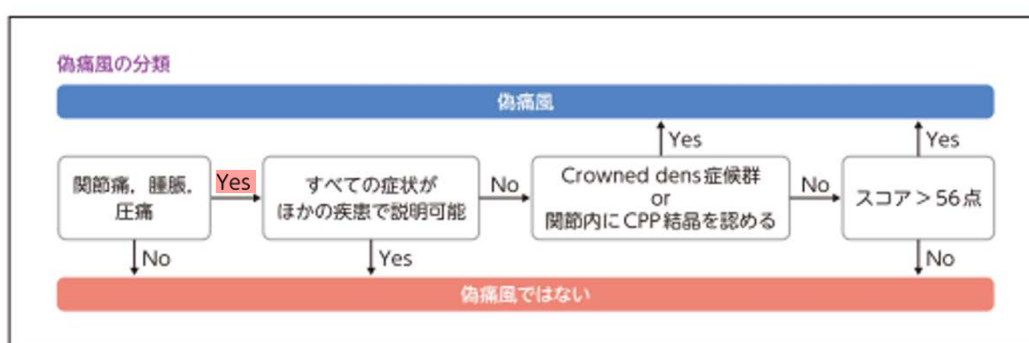 偽痛風の分類
偽痛風
Yes
Yes
関節痛，腫脹，
圧痛
Yes
すべての症状が
ほかの疾患で説明可能
No
Crowned dens症候群
or
関節内にCPP結晶を認める
No
スコア＞56点
No
Yes
No
偽痛風ではない